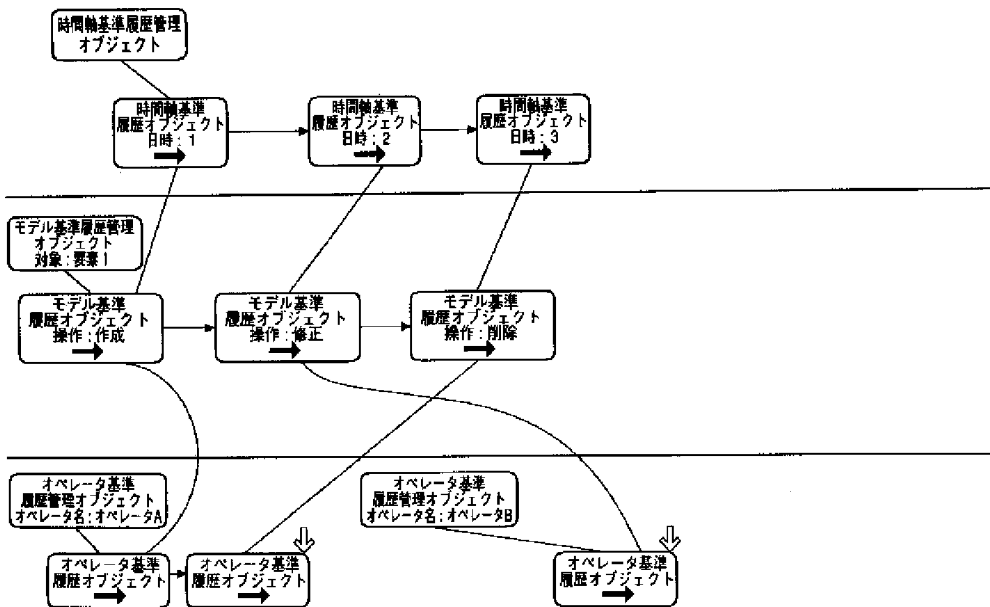 時間軸基準履歴管理
オブジェクト
時間軸基準
履歴オブジェクト
日時:1
時間軸基準
履歴オブジェクト
日時:2
時間軸基準
履歴オブジェクト
日時:3
モデル基準履歴管理
オブジェクト
対象:要素1
モデル基準
履歴オブジェクト
操作:作成
モデル基準
履歴オブジェクト
操作:修正
モデル基準
履歴オブジェクト
操作:削除
オペレータ基準
履歴管理オブジェクト
オペレータ名:オペレータA
オペレータ基準
履歴管理オブジェクト
オペレータ名:オペレータB
オペレータ基準
履歴オブジェクト
オペレータ基準
履歴オブジェクト
オペレータ基準
履歴オブジェクト